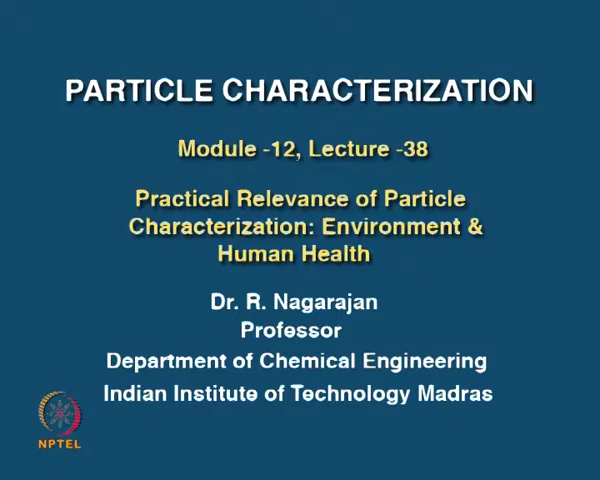 PARTICLE CHARACTERIZATION
Module -12, Lecture -38
Practical Relevance of Particle
Characterization: Environment &
Human Health
Dr. R. Nagarajan
Professor
Department of Chemical Engineering
Indian Institute of Technology Madras
NPTEL